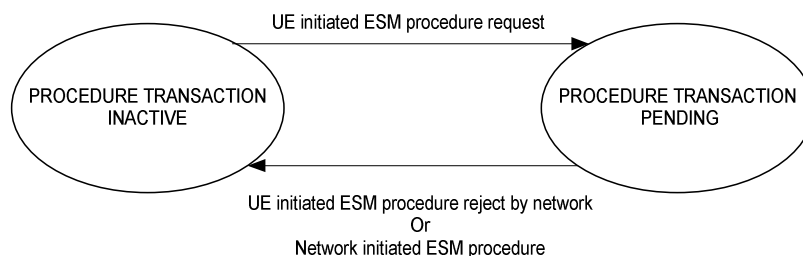 UE initiated ESM procedure request
PROCEDURE TRANSACTION
INACTIVE
PROCEDURE TRANSACTION
PENDING
UE initiated ESM procedure reject by network
Or
Network initiated ESM procedure